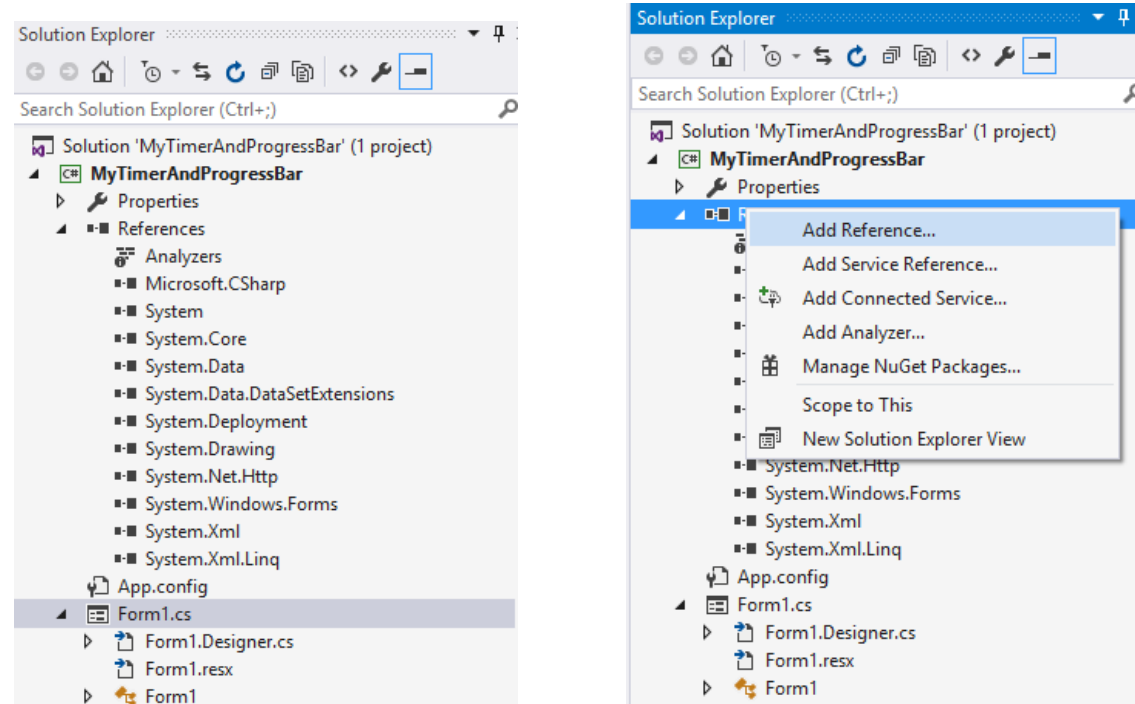 Solution Explorer
Search Solution Explorer (Ctrl+;)
Solution 'MyTimerAndProgressBar' (1 project)
C# MyTimerAndProgressBar
Properties
References
Analyzers
Microsoft.CSharp
System
System.Core
System.Data
System.Data.DataSetExtensions
System.Deployment
System.Drawing
System.Net.Http
System.Windows.Forms
System.Xml
System.Xml.Linq
App.config
Form1.cs
Form1.Designer.cs
Form1.resx
Form1
Solution Explorer
Search Solution Explorer (Ctrl+;)
Solution 'MyTimerAndProgressBar' (1 project)
C# MyTimerAndProgressBar
Properties
Add Reference...
Add Service Reference...
Add Connected Service...
Add Analyzer...
Manage NuGet Packages...
Scope to This
New Solution Explorer View
System.Net.Http
System.Windows.Forms
System.Xml
System.Xml.Linq
App.config
Form1.cs
Form1.Designer.cs
Form1.resx
Form1